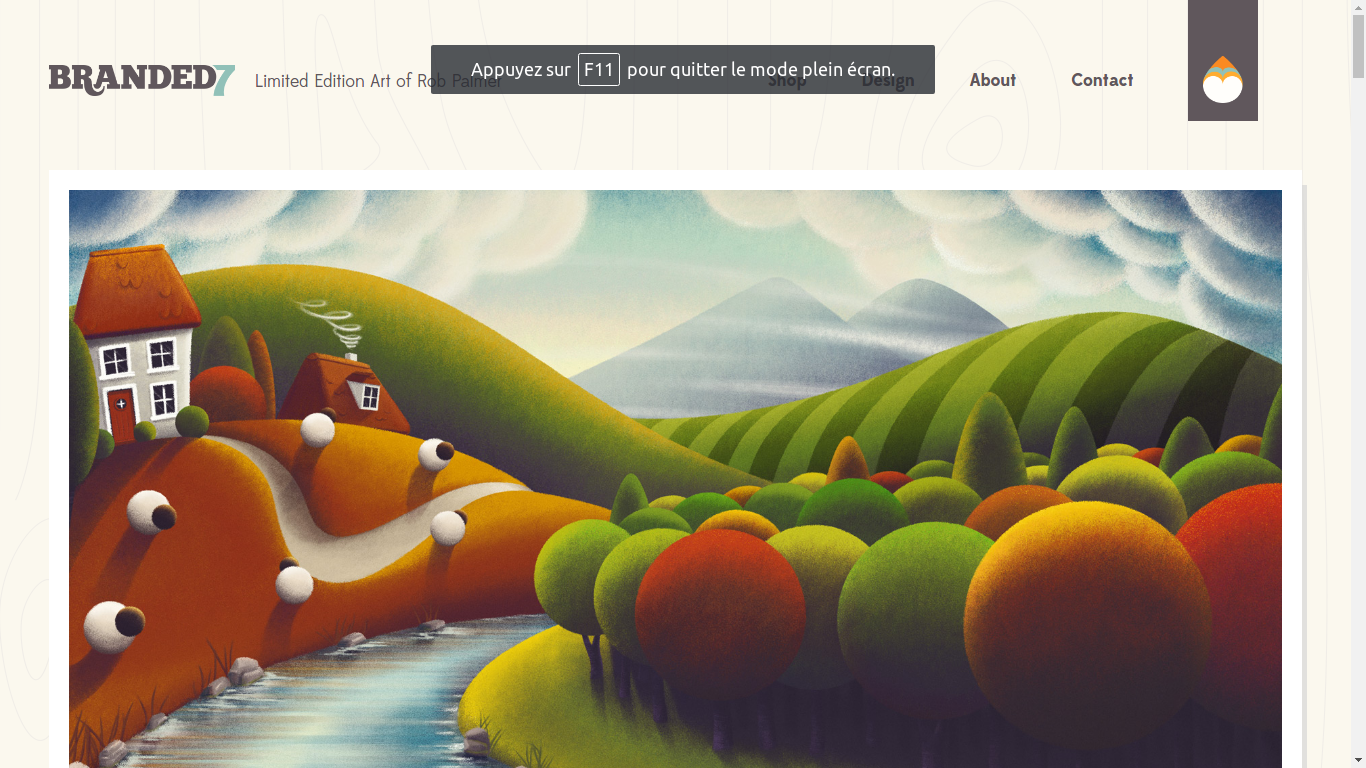 BRANDED7
Limited Edition Art of Rob Palmer
Appuyez sur F11 pour quitter le mode plein écran.
Shop
Design
About
Contact